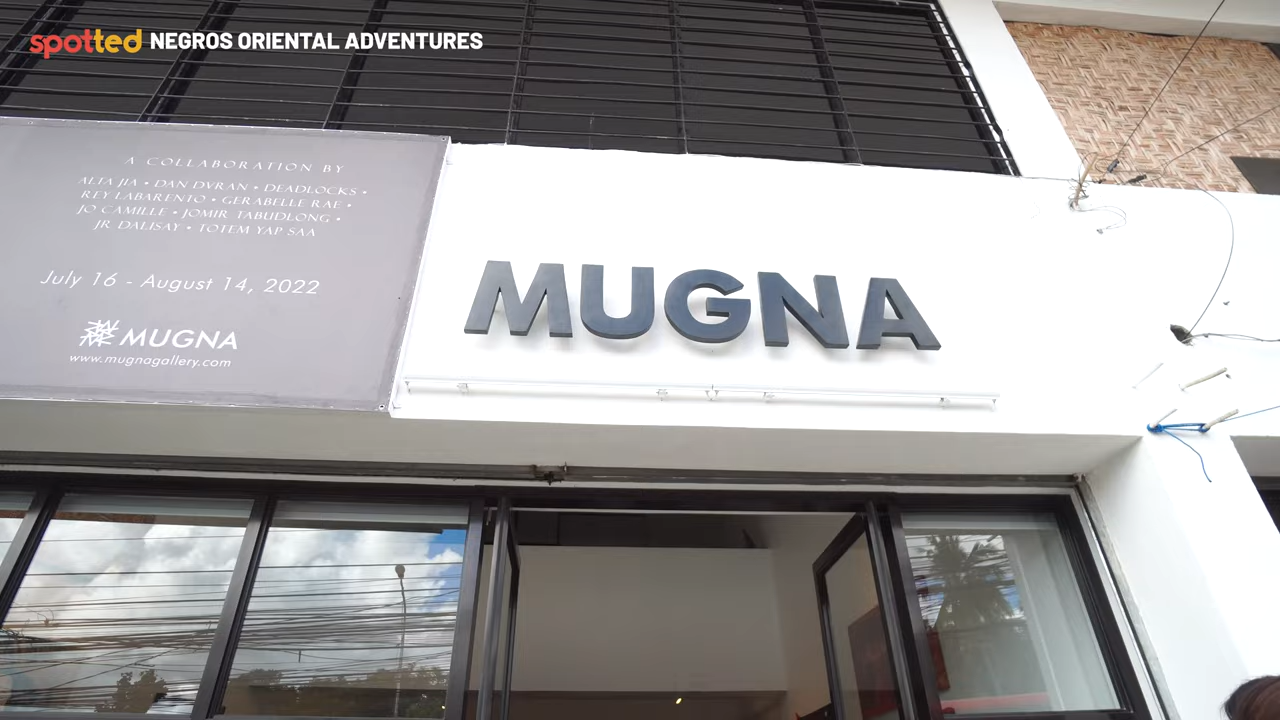 spotted NEGROS ORIENTAL ADVENTURES
A COLLABORATION BY
ALTA JIA • DAN DVRAN • DEADLOCKS •
REY LABARENTO • GERABELLE RAE •
JO CAMILLE • JOMIR TABUDLONG •
JR DALISAY • TOTEM YAP SAA
July 16 - August 14, 2022
MUGNA
www.mugnagallery.com
MUGNA